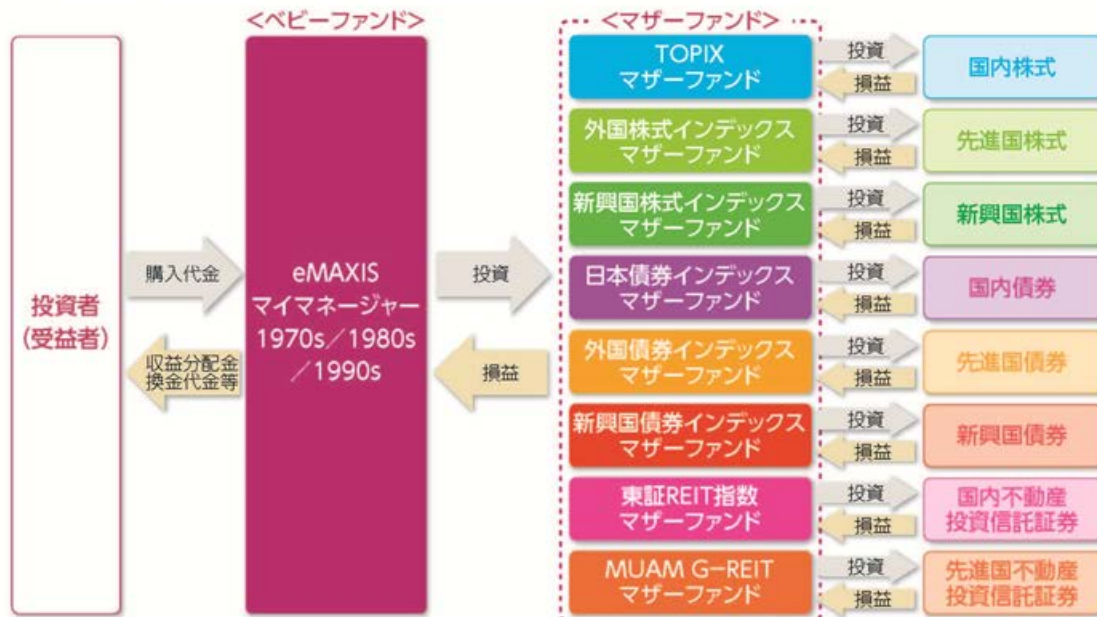 ＜ベビーファンド＞
＜マザーファンド＞
投資者
(受益者)
購入代金
収益分配金
換金代金等
eMAXIS
マイマネージャー
1970s／1980s
／1990s
投資
損益
TOPIX
マザーファンド
投資
損益
国内株式
外国株式インデックス
マザーファンド
投資
損益
先進国株式
新興国株式インデックス
マザーファンド
投資
損益
新興国株式
日本債券インデックス
マザーファンド
投資
損益
国内債券
外国債券インデックス
マザーファンド
投資
損益
先進国債券
新興国債券インデックス
マザーファンド
投資
損益
新興国債券
東証REIT指数
マザーファンド
投資
損益
国内不動産
投資信託証券
MUAM G－REIT
マザーファンド
投資
損益
先進国不動産
投資信託証券